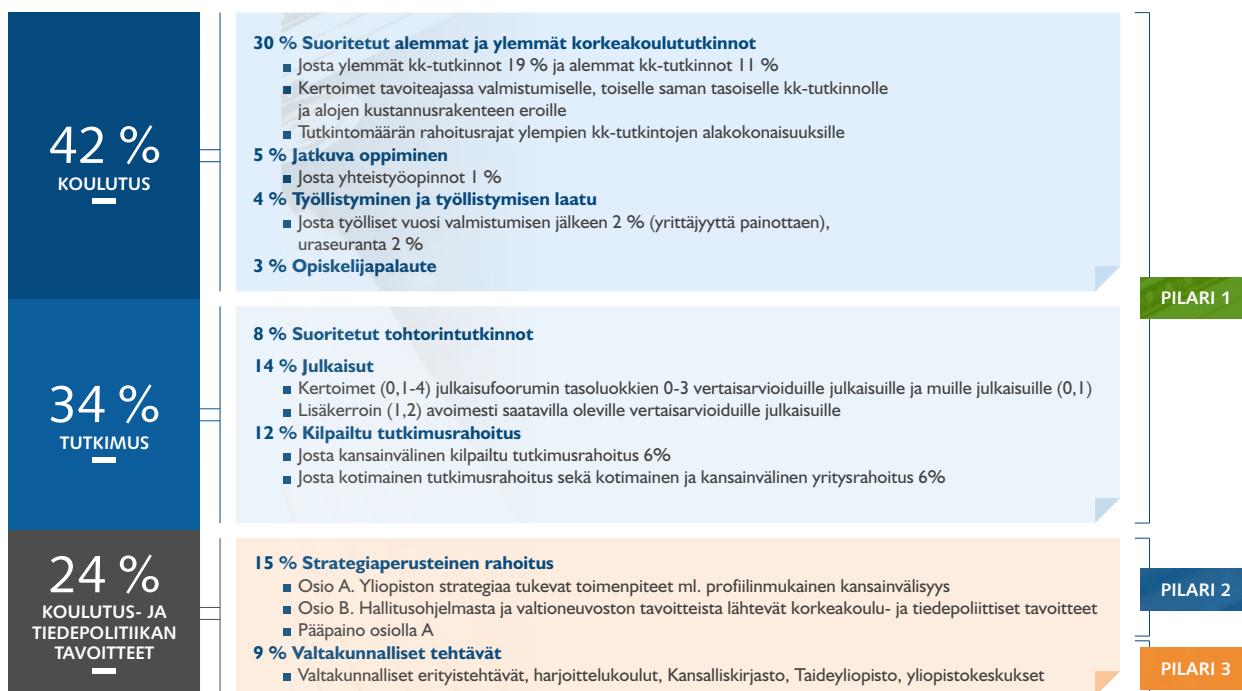 42 %
KOULUTUS
30 % Suoritetut alemmat ja ylemmät korkeakoulututkinnot
Josta ylemmät kk-tutkinnot 19 % ja alemmat kk-tutkinnot 11 %
Kertoimet tavoiteajassa valmistumiselle, toiselle saman tasoiselle kk-tutkinnolle
ja alojen kustannusrakenteen eroille
Tutkintomäärän rahoitusrajat ylempien kk-tutkintojen alakokonaisuuksille
5 % Jatkuva oppiminen
Josta yhteistyöopinnot 1 %
4 % Työllistyminen ja työllistymisen laatu
Josta työlliset vuosi valmistumisen jälkeen 2 % (yrittäjyyttä painottaen),
uraseuranta 2 %
3 % Opiskelijapalaute
PILARI 1
34 %
TUTKIMUS
8 % Suoritetut tohtorintutkinnot
14 % Julkaisut
Kertoimet (0,1-4) julkaisufoorumin tasoluokkien 0-3 vertaisarvioiduille julkaisuille ja muille julkaisuille (0,1)
Lisäkerroin (1,2) avoimesti saatavilla oleville vertaisarvioiduille julkaisuille
12 % Kilpailtu tutkimusrahoitus
Josta kansainvälinen kilpailtu tutkimusrahoitus 6%
Josta kotimainen tutkimusrahoitus sekä kotimainen ja kansainvälinen yritysrahoitus 6%
24 %
KOULUTUS- JA
TIEDEPOLITIIKAN
TAVOITTEET
15 % Strategiaperusteinen rahoitus
Osio A. Yliopiston strategiaa tukevat toimenpiteet ml. profiilinmukainen kansainvälisyys
Osio B. Hallitusohjelmasta ja valtioneuvoston tavoitteista lähtevät korkeakoulu- ja tiedepoliittiset tavoitteet
Pääpaino osiolla A
PILARI 2
9 % Valtakunnalliset tehtävät
Valtakunnalliset erityistehtävät, harjoittelukoulut, Kansalliskirjasto, Taideyliopisto, yliopistokeskukset
PILARI 3